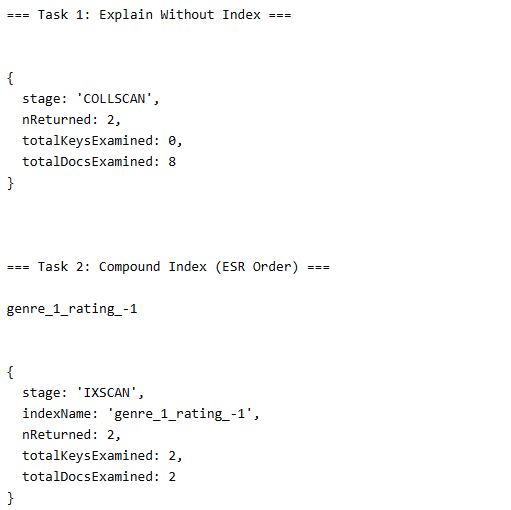 === Task 1: Explain Without Index ===
{
  stage: 'COLLSCAN',
  nReturned: 2,
  totalKeysExamined: 0,
  totalDocsExamined: 8
}
=== Task 2: Compound Index (ESR Order) ===
genre_1_rating_-1
{
  stage: 'IXSCAN',
  indexName: 'genre_1_rating_-1',
  nReturned: 2,
  totalKeysExamined: 2,
  totalDocsExamined: 2
}